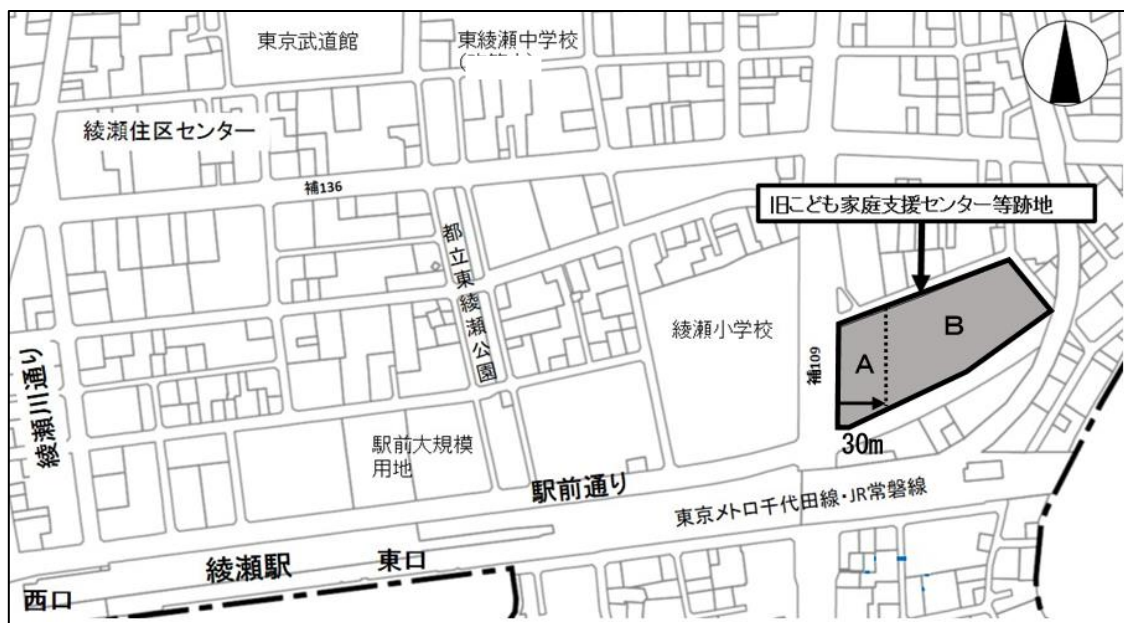 東京武道館
東綾瀬中学校
綾瀬住区センター
補136
旧こども家庭支援センター等跡地
都立東綾瀬公園
綾瀬小学校
補109
A
B
30m
綾瀬川通り
駅前大規模
用地
駅前通り
東京メトロ千代田線・JR常磐線
綾瀬駅
東口
西口